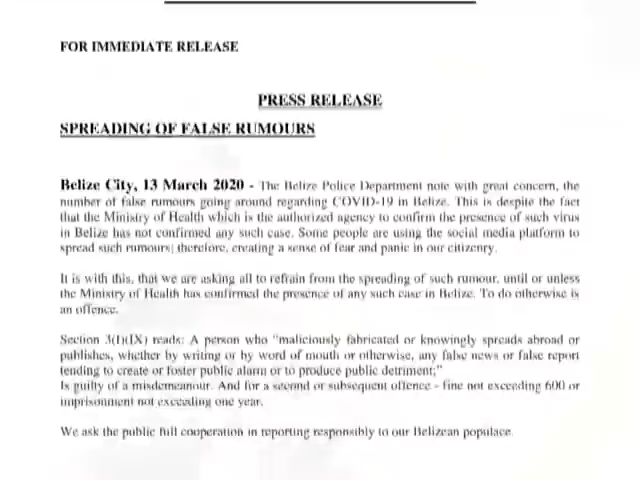 FOR IMMEDIATE RELEASE
PRESS RELEASE
SPREADING OF FALSE RUMOURS
Belize City, 13 March 2020 - The Belize Police Department note with great concern, the
number of false rumours going around regarding COVID-19 in Belize. This is despite the fact
that the Ministry of Health which is the authorized agency to confirm the presence of such virus
in Belize has not confirmed any such case. Some people are using the social media platform to
spread such rumours; therefore, creating a sense of fear and panic in our citizenry.
It is with this, that we are asking all to refrain from the spreading of such rumour, until or unless
the Ministry of Health has confirmed the presence of any such case in Belize. To do otherwise is
an offence.
Section 3(1)(IX) reads: A person who "maliciously fabricated or knowingly spreads abroad or
publishes, whether by writing or by word of mouth or otherwise, any false news or false report
tending to create or foster public alarm or to produce public detriment;"
Is guilty of a misdemeanour. And for a second or subsequent offence - fine not exceeding 600 or
imprisonment not exceeding one year.
We ask the public full cooperation in reporting responsibly to our Belizean populace.